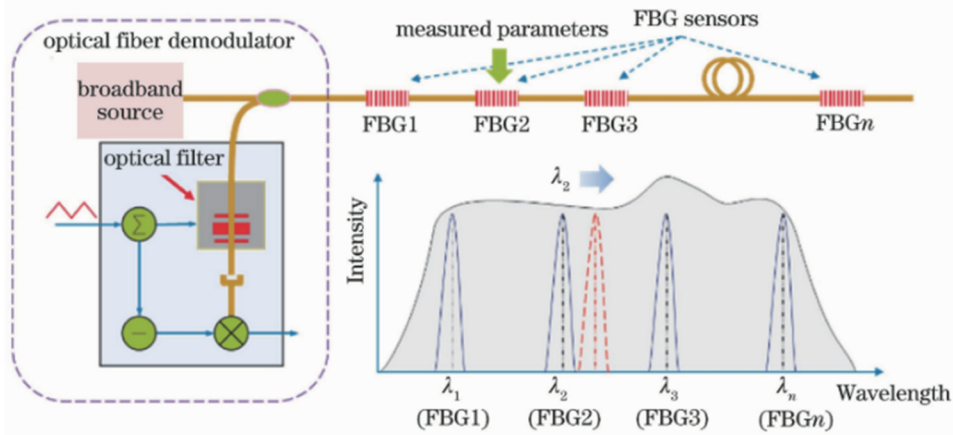 optical fiber demodulator
broadband
source
optical filter
Σ
−
measured parameters
FBG sensors
FBG1
FBG2
FBG3
FBGn
λ₂
Intensity
λ₁
(FBG1)
λ₂
(FBG2)
λ₃
(FBG3)
λₙ
(FBGn)
Wavelength